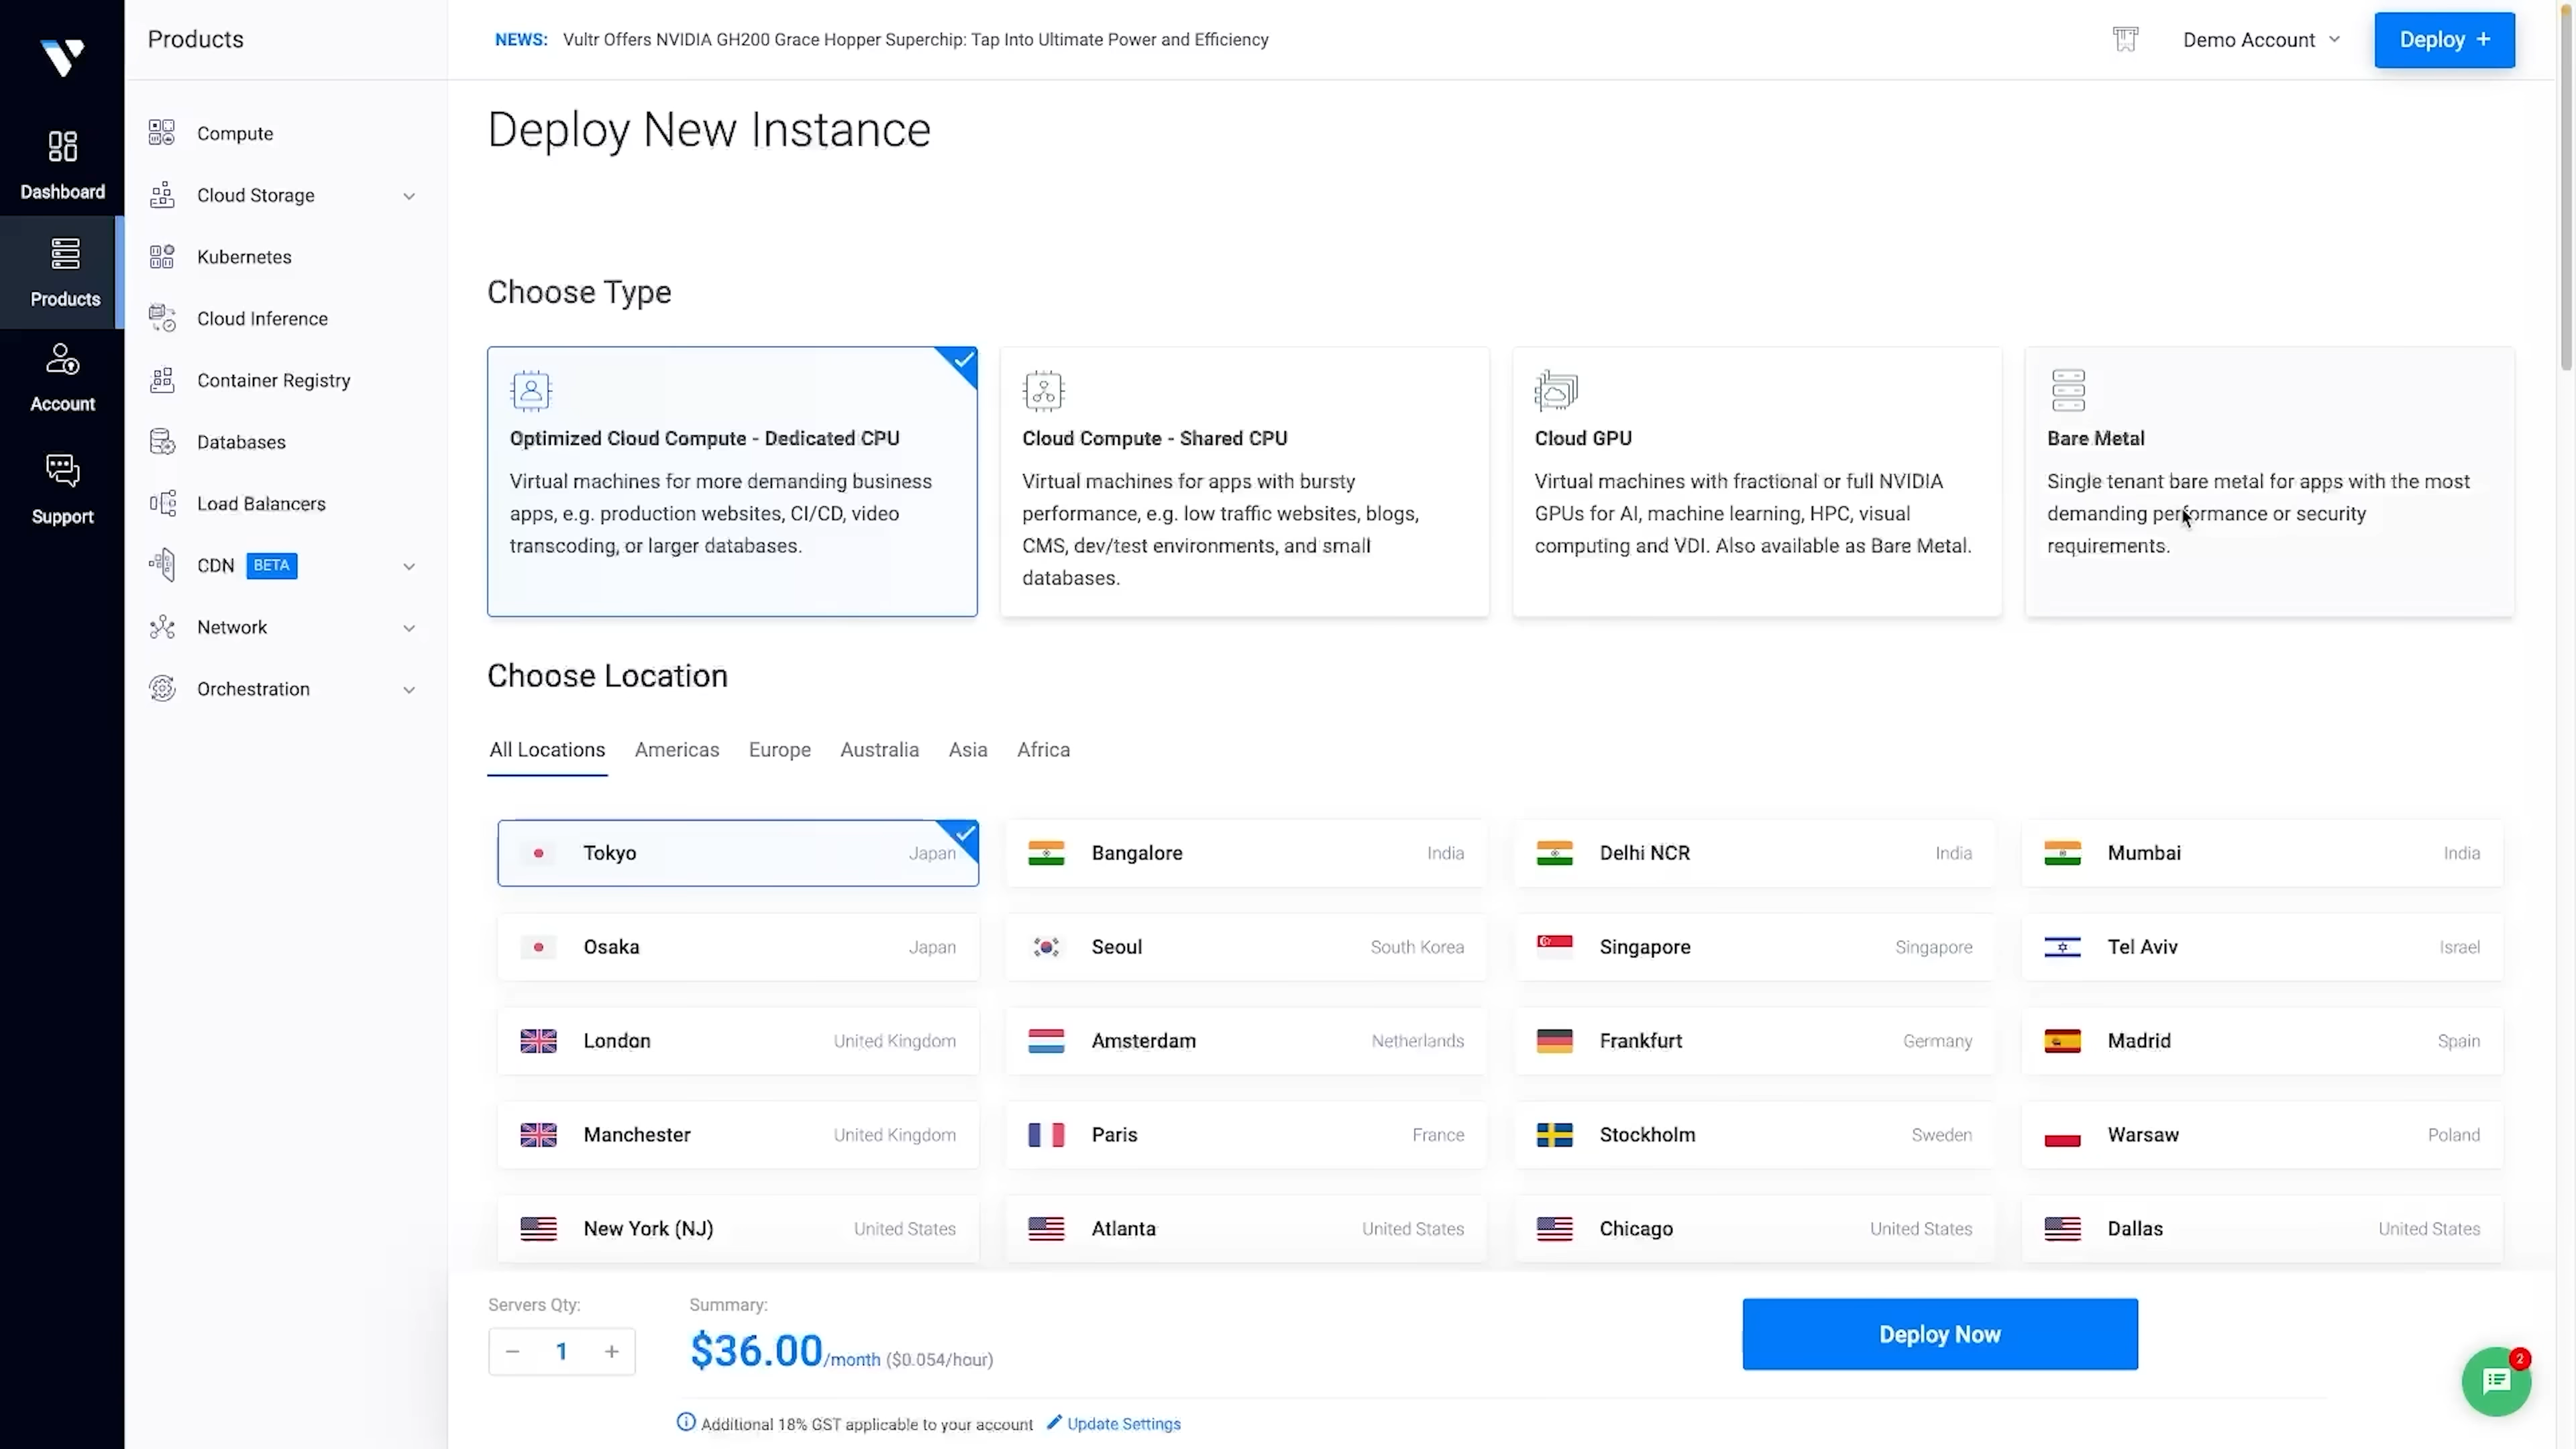 Products
NEWS: Vultr Offers NVIDIA GH200 Grace Hopper Superchip: Tap Into Ultimate Power and Efficiency
Demo Account
Deploy +
Dashboard
Products
Account
Support
Compute
Cloud Storage
Kubernetes
Cloud Inference
Container Registry
Databases
Load Balancers
CDN BETA
Network
Orchestration
Deploy New Instance
Choose Type
Optimized Cloud Compute - Dedicated CPU
Virtual machines for more demanding business
apps, e.g. production websites, CI/CD, video
transcoding, or larger databases.
Cloud Compute - Shared CPU
Virtual machines for apps with bursty
performance, e.g. low traffic websites, blogs,
CMS, dev/test environments, and small
databases.
Cloud GPU
Virtual machines with fractional or full NVIDIA
GPUs for AI, machine learning, HPC, visual
computing and VDI. Also available as Bare Metal.
Bare Metal
Single tenant bare metal for apps with the most
demanding performance or security
requirements.
Choose Location
All Locations Americas Europe Australia Asia Africa
Tokyo Japan
Bangalore India
Delhi NCR India
Mumbai India
Osaka Japan
Seoul South Korea
Singapore Singapore
Tel Aviv Israel
London United Kingdom
Amsterdam Netherlands
Frankfurt Germany
Madrid Spain
Manchester United Kingdom
Paris France
Stockholm Sweden
Warsaw Poland
New York (NJ) United States
Atlanta United States
Chicago United States
Dallas United States
Servers Qty:
− 1 +
Summary:
$36.00/month ($0.054/hour)
Deploy Now
2
Additional 18% GST applicable to your account Update Settings